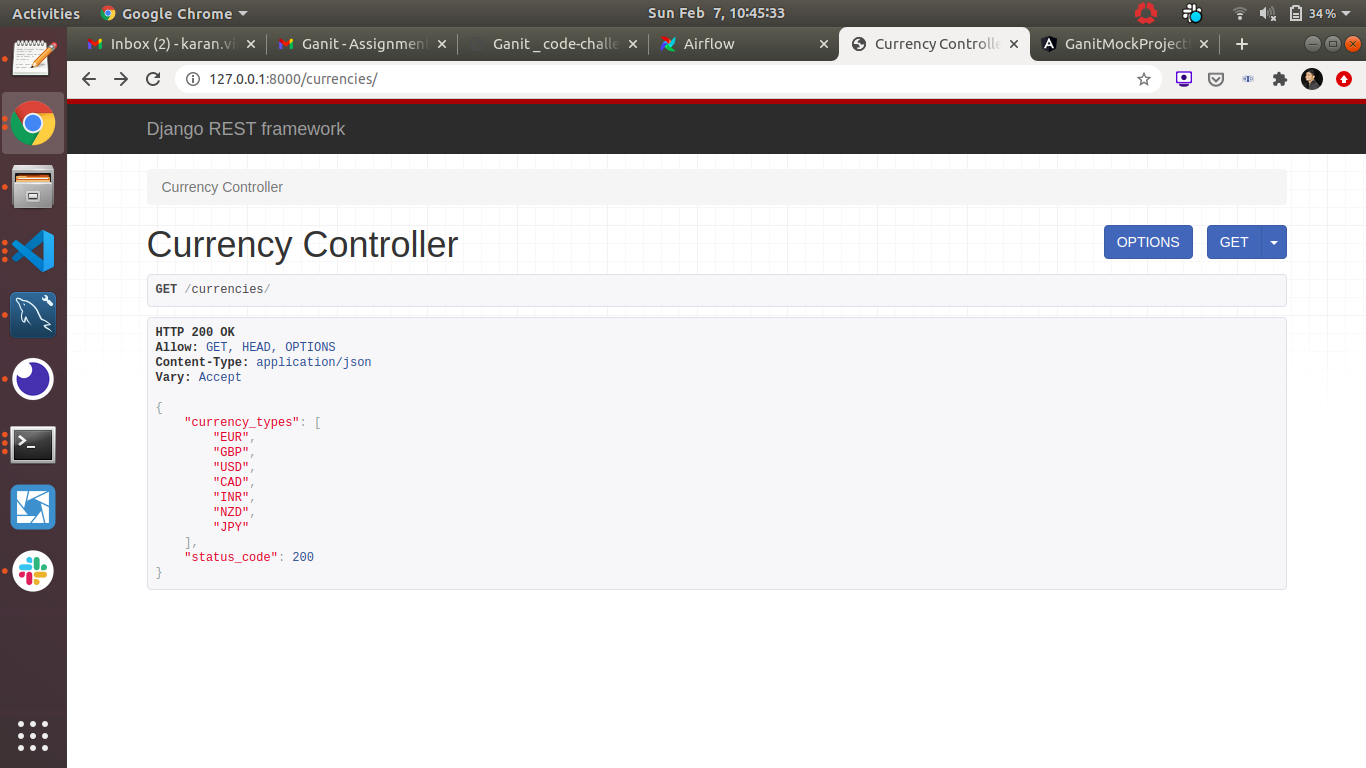 Activities Google Chrome Sun Feb 7, 10:45:33 34%
Inbox (2) - karan.vi Ganit - Assignment Ganit _ code-challe Airflow Currency Controlle GanitMockProject
127.0.0.1:8000/currencies/
Django REST framework
Currency Controller
Currency Controller OPTIONS GET
GET /currencies/
HTTP 200 OK
Allow: GET, HEAD, OPTIONS
Content-Type: application/json
Vary: Accept
{
"currency_types": [
"EUR",
"GBP",
"USD",
"CAD",
"INR",
"NZD",
"JPY"
],
"status_code": 200
}